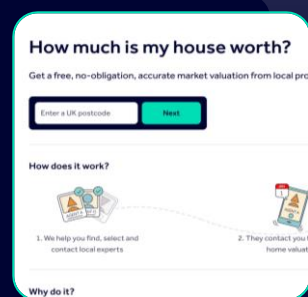 How much is my house worth?
Get a free, no-obligation, accurate market valuation from local pro
Enter a UK postcode
Next
How does it work?
1. We help you find, select and
contact local experts
2. They contact you
home valuat
Why do it?